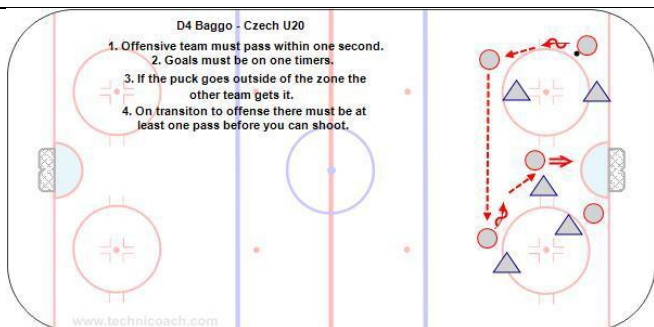 D4 Baggo - Czech U20
1. Offensive team must pass within one second.
2. Goals must be on one timers.
3. If the puck goes outside of the zone the
other team gets it.
4. On transiton to offense there must be at
least one pass before you can shoot.
www.technicoach.com